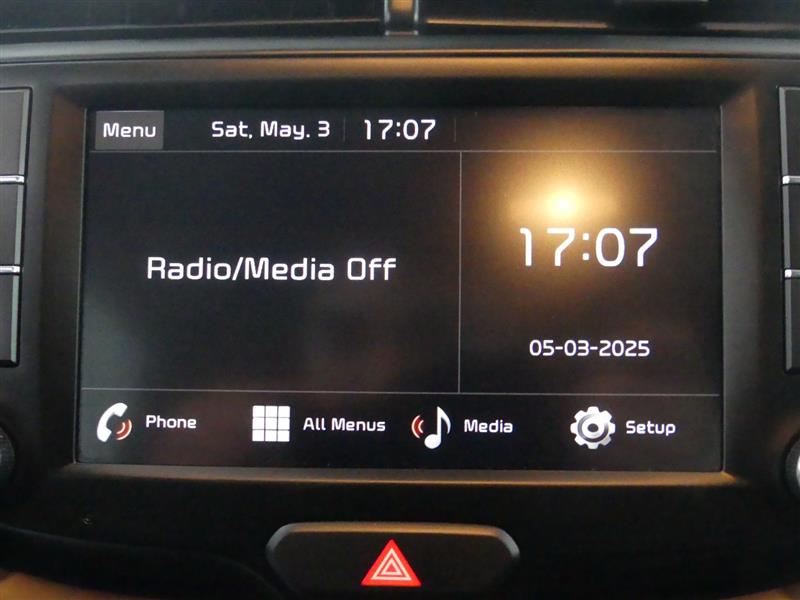 Menu
Sat, May. 3
17:07
Radio/Media Off
17:07
05-03-2025
Phone
All Menus
Media
Setup